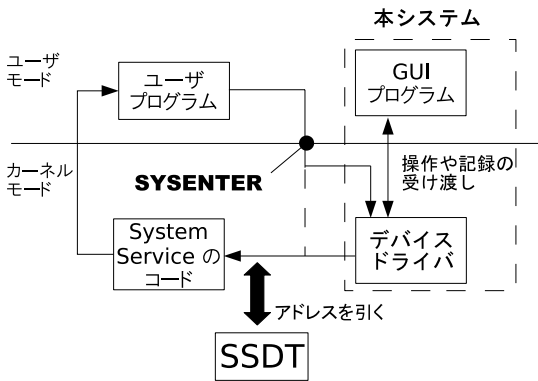 本システム
ユーザ
モード
ユーザ
プログラム
GUI
プログラム
カーネル
モード
SYSENTER
操作や記録の
受け渡し
System
Service の
コード
デバイス
ドライバ
アドレスを引く
SSDT